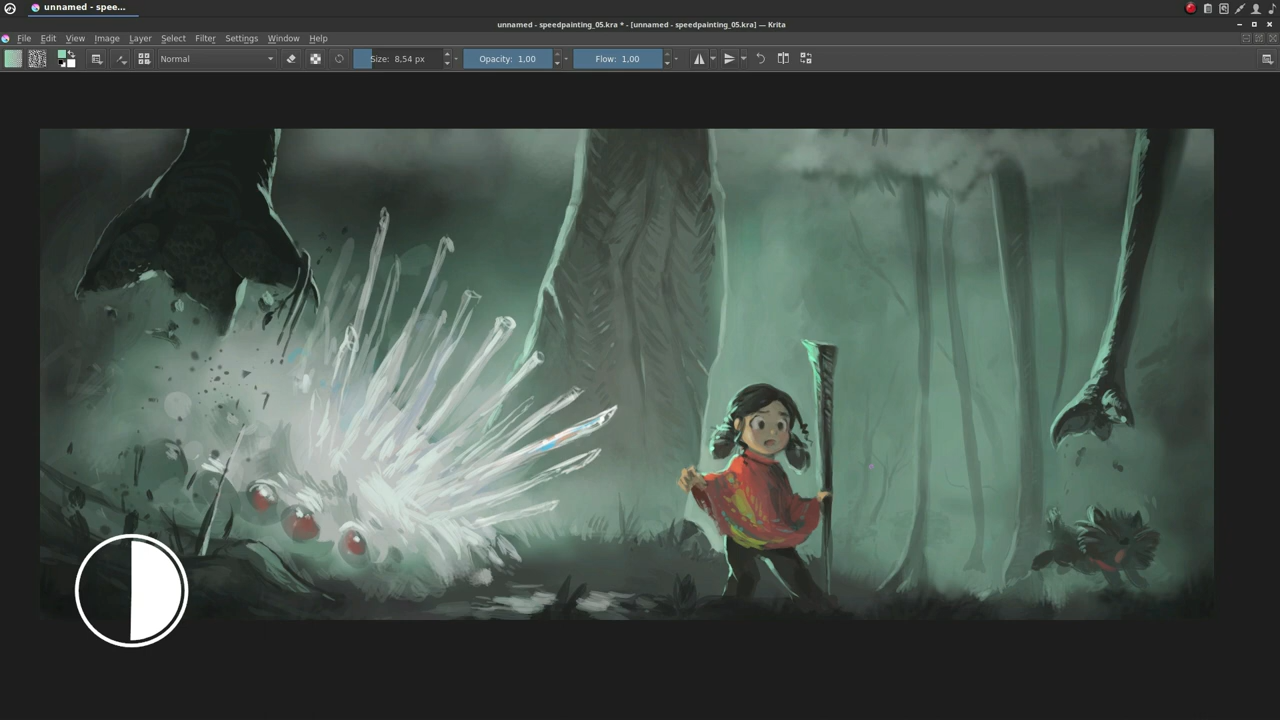 unnamed - spee...
unnamed - speedpainting_05.kra * - [unnamed - speedpainting_05.kra] — Krita
File Edit View Image Layer Select Filter Settings Window Help
Normal Size: 8,54 px Opacity: 1,00 Flow: 1,00